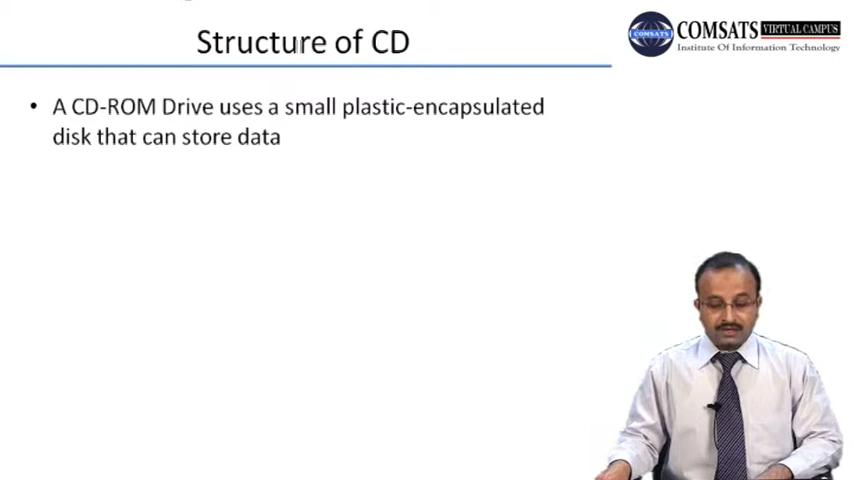 Structure of CD
COMSATS
COMSATS VIRTUAL CAMPUS
Institute Of Information Technology
• A CD-ROM Drive uses a small plastic-encapsulated
disk that can store data